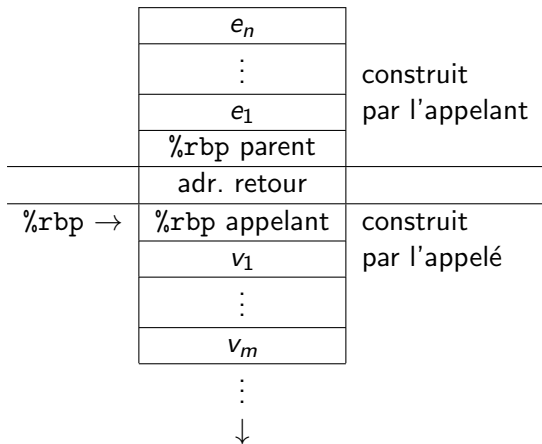 e_n
⋮ construit
e_1 par l'appelant
%rbp parent
adr. retour
%rbp → %rbp appelant construit
v_1 par l'appelé
⋮
v_m
⋮
↓